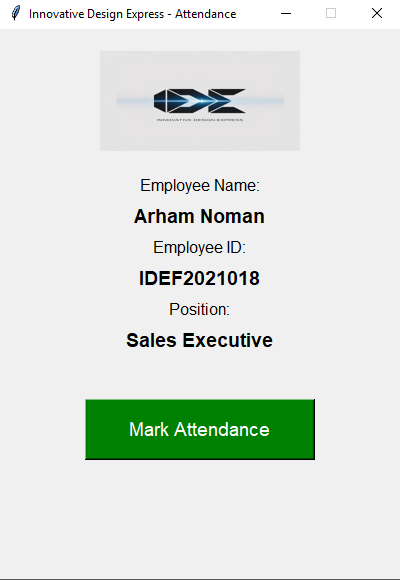 Innovative Design Express - Attendance
IDE
INNOVATIVE DESIGN EXPRESS
Employee Name:
Arham Noman
Employee ID:
IDEF2021018
Position:
Sales Executive
Mark Attendance